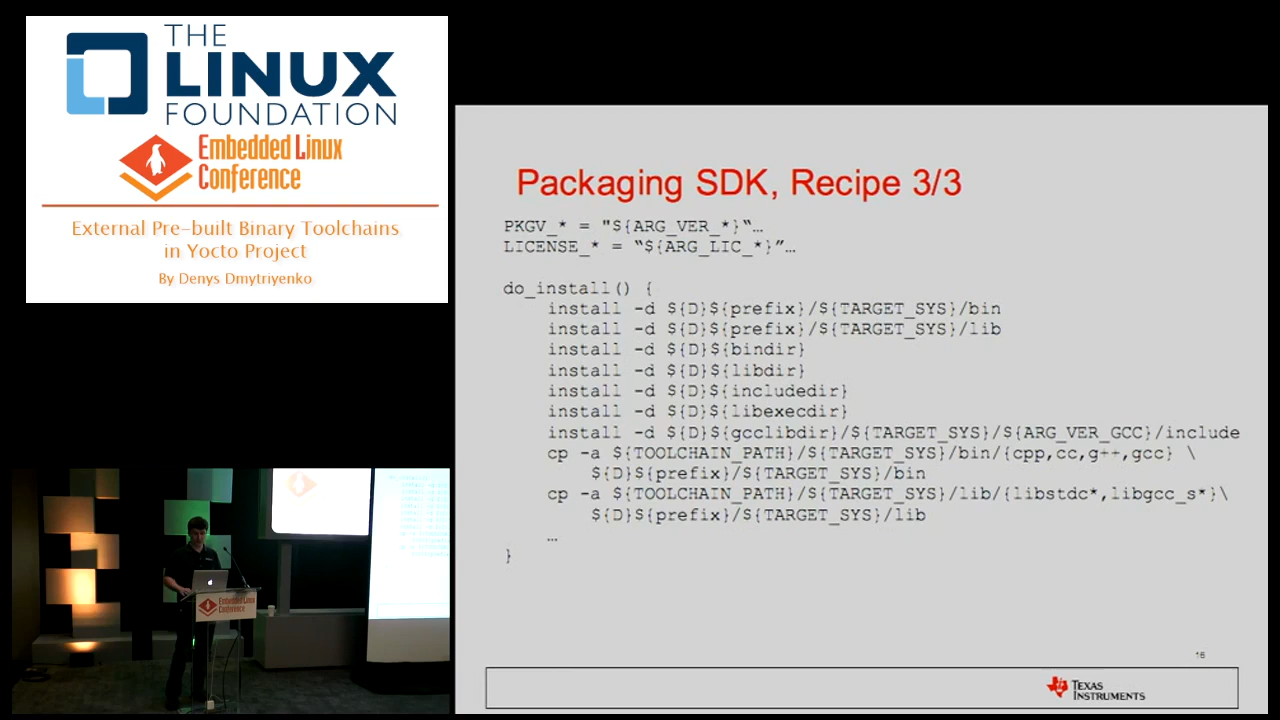 THE
LINUX
FOUNDATION
Embedded Linux
Conference
External Pre-built Binary Toolchains
in Yocto Project
By Denys Dmytriyenko
Packaging SDK, Recipe 3/3
PKGV_* = "${ARG_VER_*}“…
LICENSE_* = “${ARG_LIC_*}”…
do_install() {
install -d ${D}${prefix}/${TARGET_SYS}/bin
install -d ${D}${prefix}/${TARGET_SYS}/lib
install -d ${D}${bindir}
install -d ${D}${libdir}
install -d ${D}${includedir}
install -d ${D}${libexecdir}
install -d ${D}${gcclibdir}/${TARGET_SYS}/${ARG_VER_GCC}/include
cp -a ${TOOLCHAIN_PATH}/${TARGET_SYS}/bin/{cpp,cc,g++,gcc} \
${D}${prefix}/${TARGET_SYS}/bin
cp -a ${TOOLCHAIN_PATH}/${TARGET_SYS}/lib/{libstdc*,libgcc_s*}\
${D}${prefix}/${TARGET_SYS}/lib
…
}
TEXAS
INSTRUMENTS
Embedded Linux
Conference